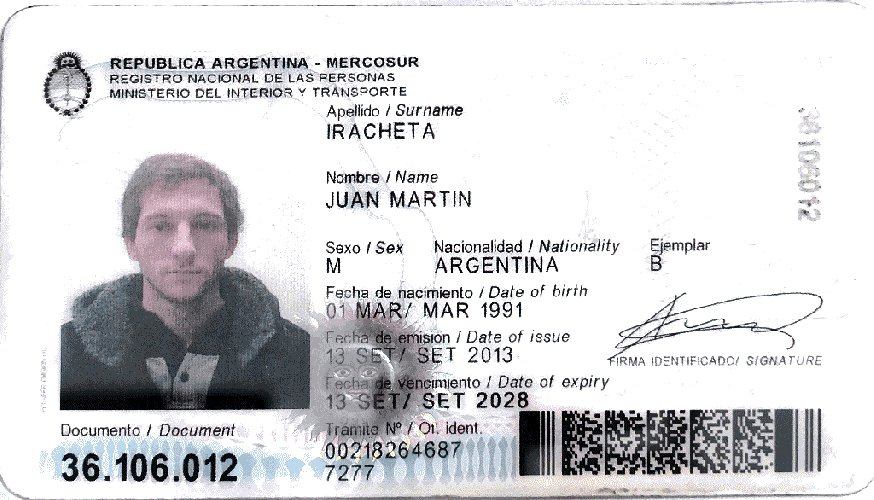 REPUBLICA ARGENTINA - MERCOSUR
REGISTRO NACIONAL DE LAS PERSONAS
MINISTERIO DEL INTERIOR Y TRANSPORTE
Apellido / Surname
IRACHETA
Nombre / Name
JUAN MARTIN
Sexo / Sex Nacionalidad / Nationality Ejemplar
M ARGENTINA B
Fecha de nacimiento / Date of birth
01 MAR/ MAR 1991
Fecha de emisión / Date of issue
13 SET/ SET 2013
FIRMA IDENTIFICADO/ SIGNATURE
Fecha de vencimiento / Date of expiry
13 SET/ SET 2028
Documento / Document
36.106.012
Tramite Nº / Of. ident.
00218264687
7277
36106012